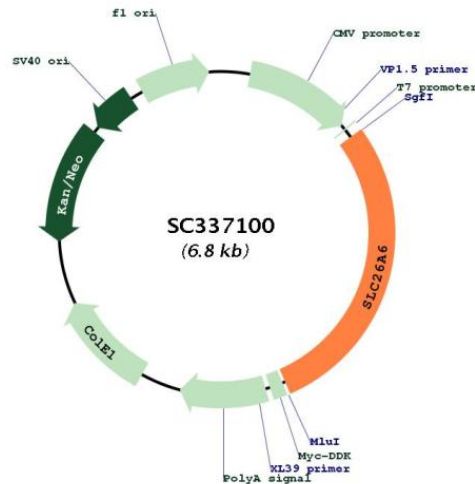 f1 ori
CMV promoter
SV40 ori
VP1.5 primer
T7 promoter
SgfI
Kan/Neo
SC337100
(6.8 kb)
SLC26A6
ColE1
MluI
Myc-DDK
XL39 primer
PolyA signal